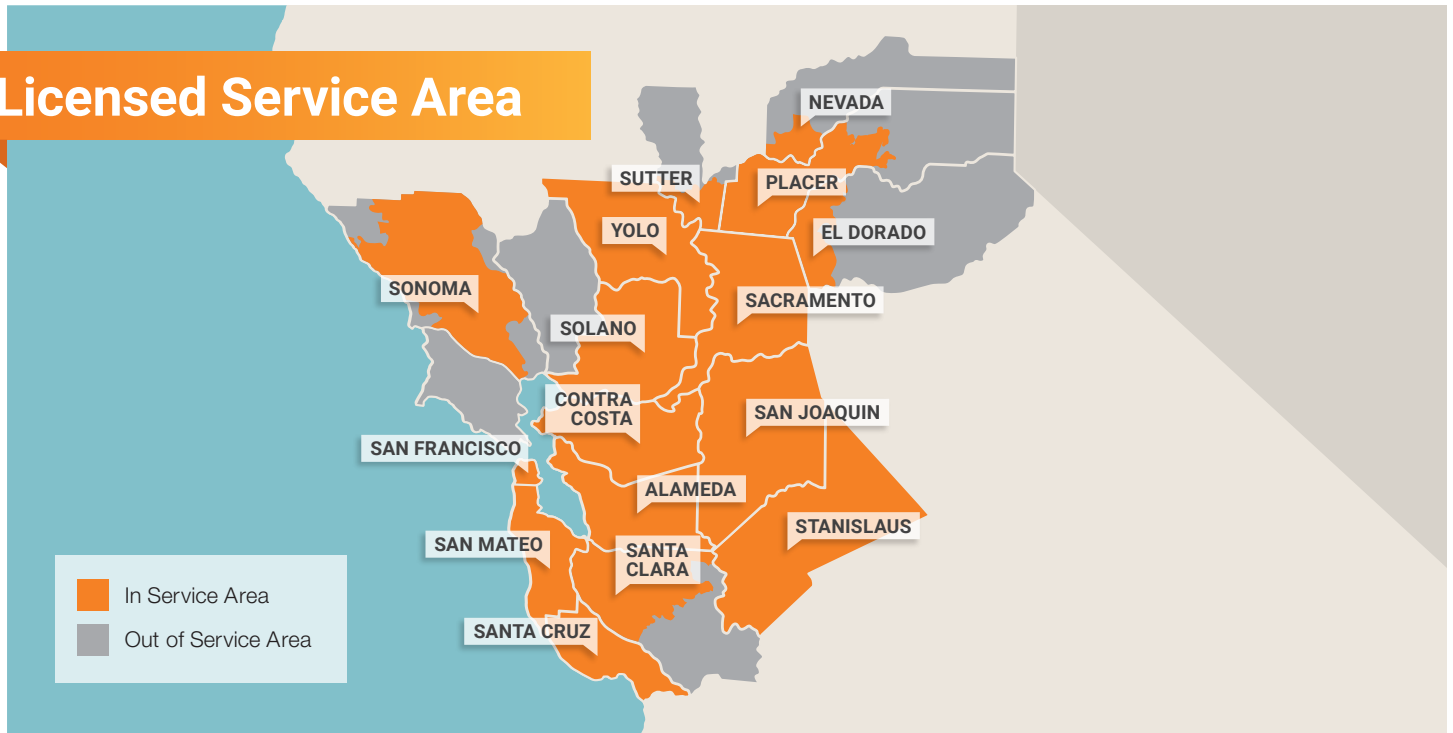 Licensed Service Area
NEVADA
SUTTER
PLACER
YOLO
EL DORADO
SONOMA
SACRAMENTO
SOLANO
CONTRA
COSTA
SAN JOAQUIN
SAN FRANCISCO
ALAMEDA
STANISLAUS
SAN MATEO
SANTA
CLARA
SANTA CRUZ
In Service Area
Out of Service Area